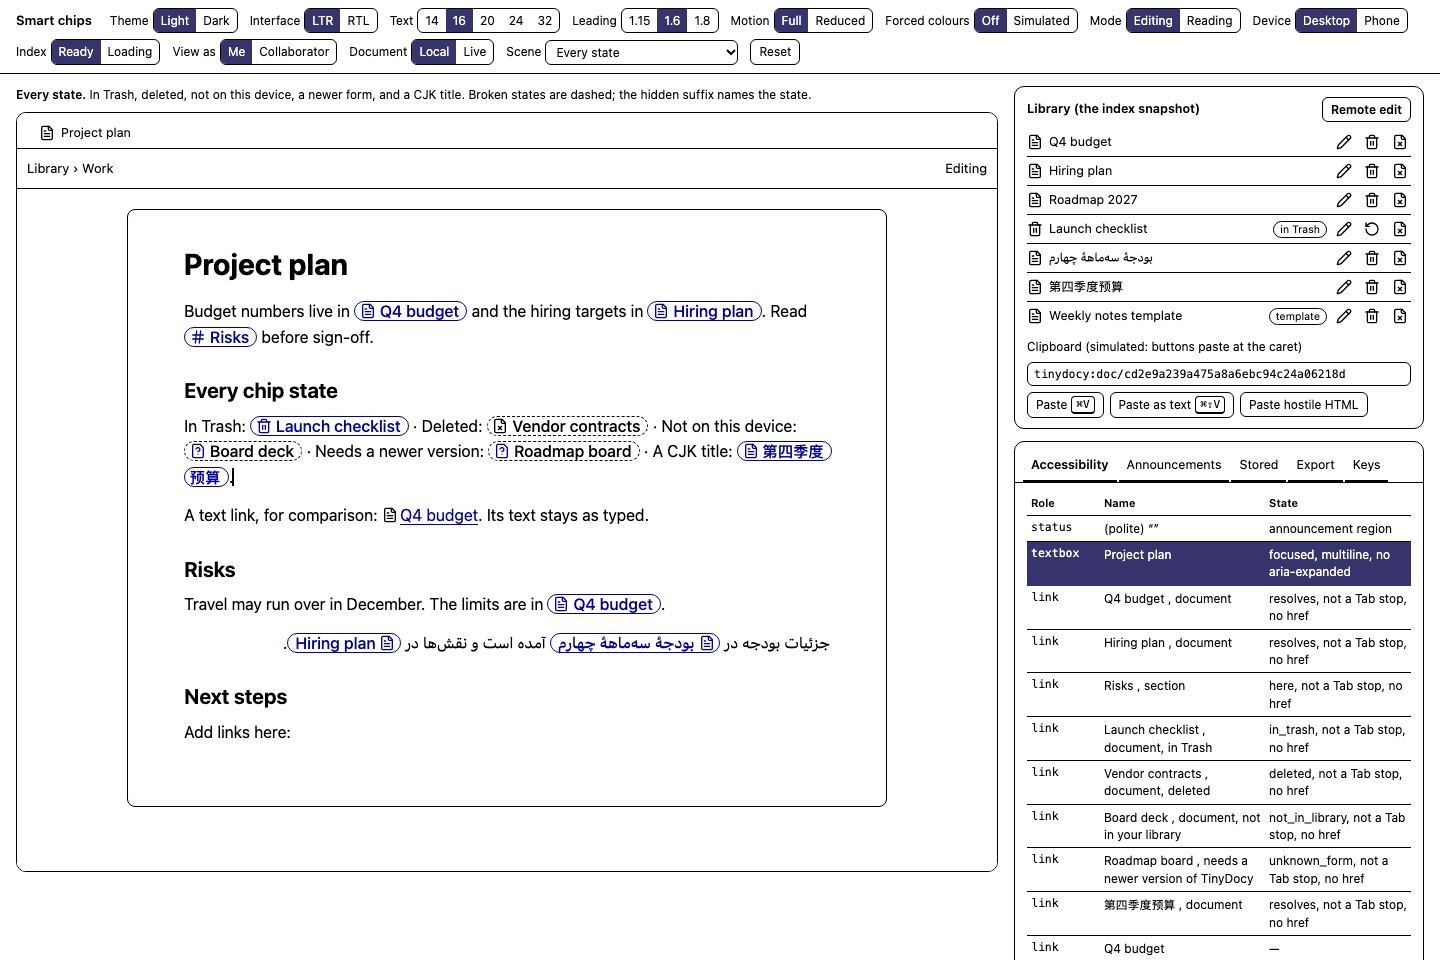 Smart chips Theme Light Dark Interface LTR RTL Text 14 16 20 24 32 Leading 1.15 1.6 1.8 Motion Full Reduced Forced colours Off Simulated Mode Editing Reading Device Desktop Phone
Index Ready Loading View as Me Collaborator Document Local Live Scene Every state Reset
Every state. In Trash, deleted, not on this device, a newer form, and a CJK title. Broken states are dashed; the hidden suffix names the state.
Project plan
Library › Work Editing
Project plan
Budget numbers live in Q4 budget and the hiring targets in Hiring plan. Read
# Risks before sign-off.
Every chip state
In Trash: Launch checklist · Deleted: Vendor contracts · Not on this device:
Board deck · Needs a newer version: Roadmap board · A CJK title: 第四季度
预算.
A text link, for comparison: Q4 budget. Its text stays as typed.
Risks
Travel may run over in December. The limits are in Q4 budget.
جزئیات بودجه در بودجهٔ سه‌ماههٔ چهارم آمده است و نقش‌ها در Hiring plan.
Next steps
Add links here:
Library (the index snapshot) Remote edit
Q4 budget
Hiring plan
Roadmap 2027
Launch checklist in Trash
بودجهٔ سه‌ماههٔ چهارم
第四季度预算
Weekly notes template template
Clipboard (simulated: buttons paste at the caret)
tinydocy:doc/cd2e9a239a475a8a6ebc94c24a06218d
Paste ⌘V Paste as text ⌘⇧V Paste hostile HTML
Accessibility Announcements Stored Export Keys
Role Name State
status (polite) “” announcement region
textbox Project plan focused, multiline, no
aria-expanded
link Q4 budget , document resolves, not a Tab stop,
no href
link Hiring plan , document resolves, not a Tab stop,
no href
link Risks , section here, not a Tab stop, no
href
link Launch checklist , in_trash, not a Tab stop,
document, in Trash no href
link Vendor contracts , deleted, not a Tab stop,
document, deleted no href
link Board deck , document, not not_in_library, not a Tab
in your library stop, no href
link Roadmap board , needs a unknown_form, not a
newer version of TinyDocy Tab stop, no href
link 第四季度预算 , document resolves, not a Tab stop,
no href
link Q4 budget —